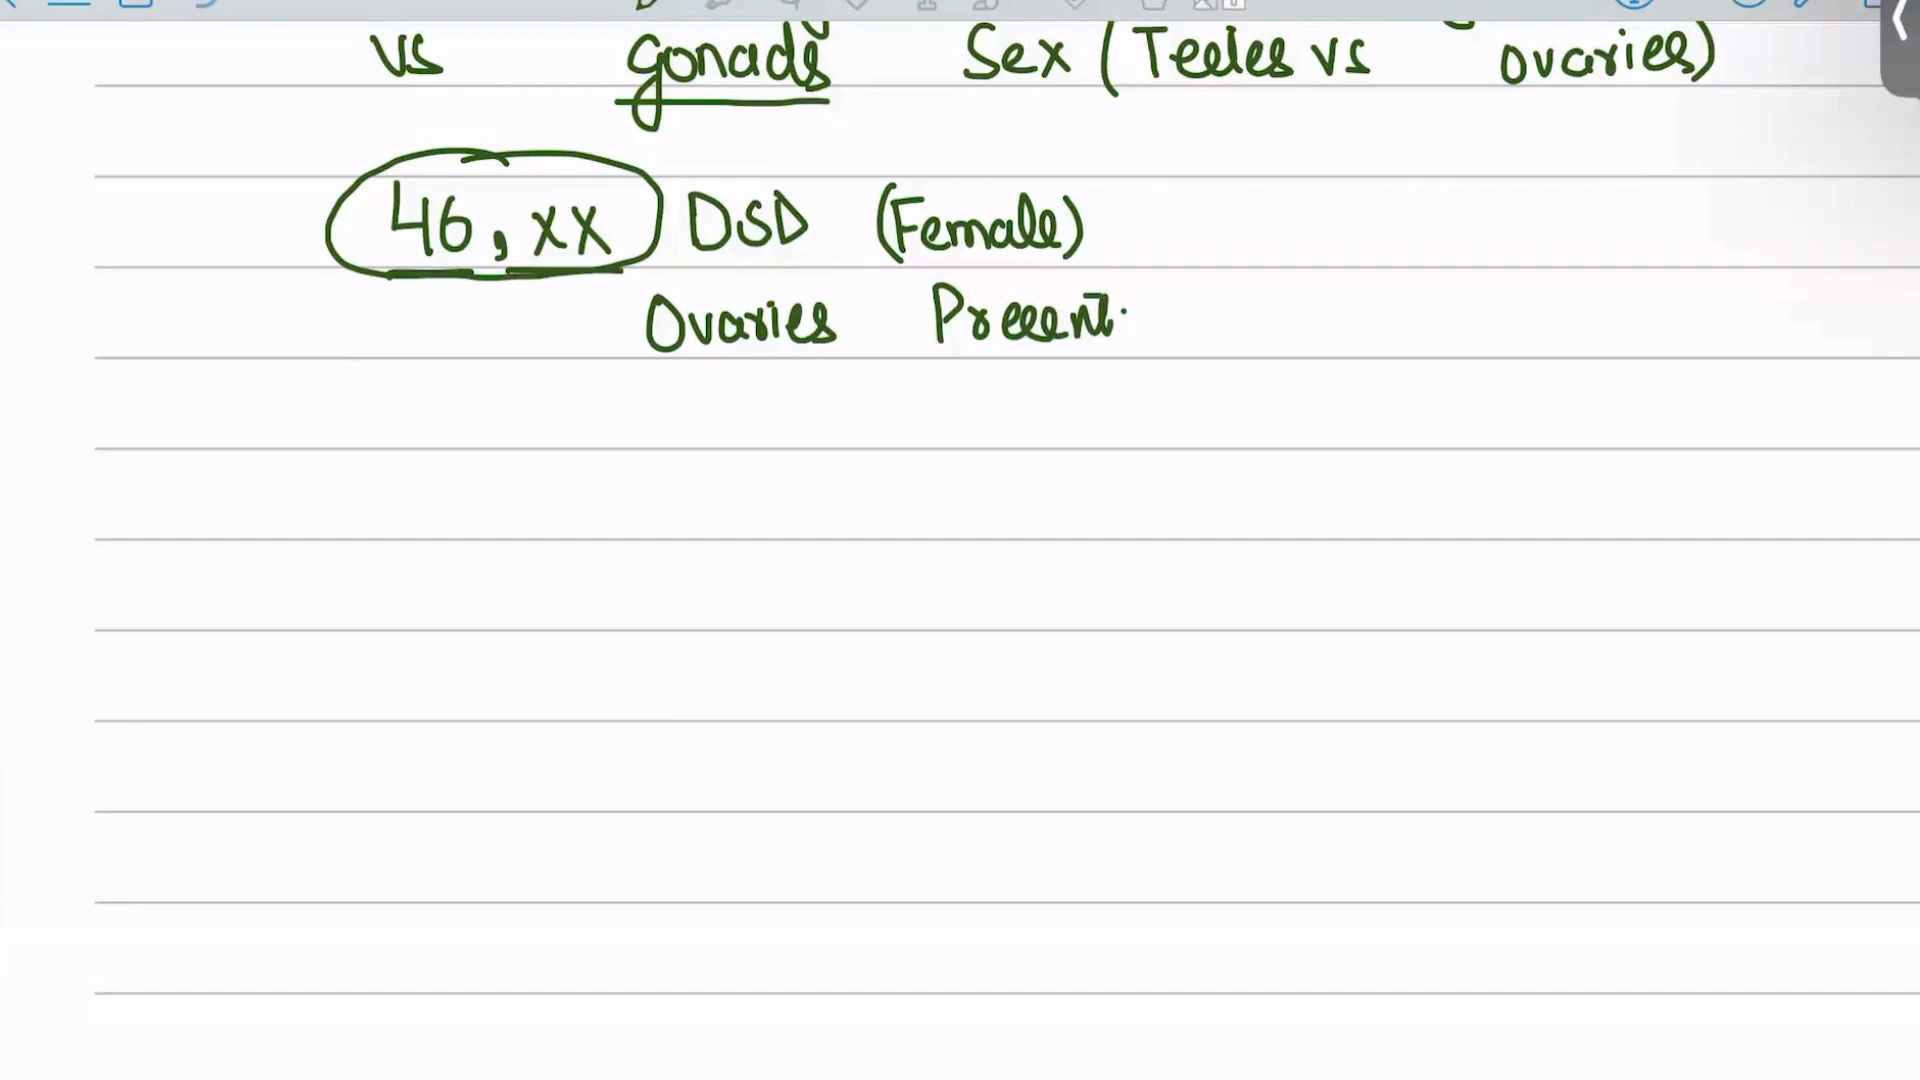 vs gonads Sex (Testes vs ovaries)
46, XX DSD (Female)
Ovaries Present.